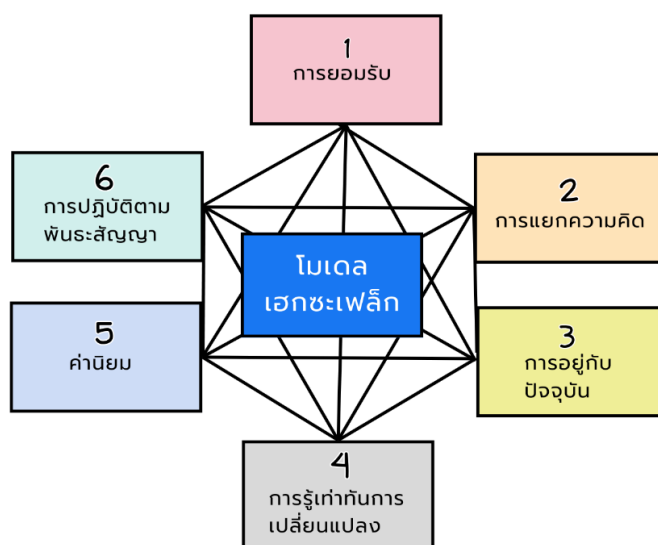 1
การยอมรับ
2
การแยกความคิด
3
การอยู่กับ
ปัจจุบัน
4
การรู้เท่าทันการ
เปลี่ยนแปลง
5
ค่านิยม
6
การปฏิบัติตาม
พันธะสัญญา
โมเดล
เฮกซะเฟล็ก